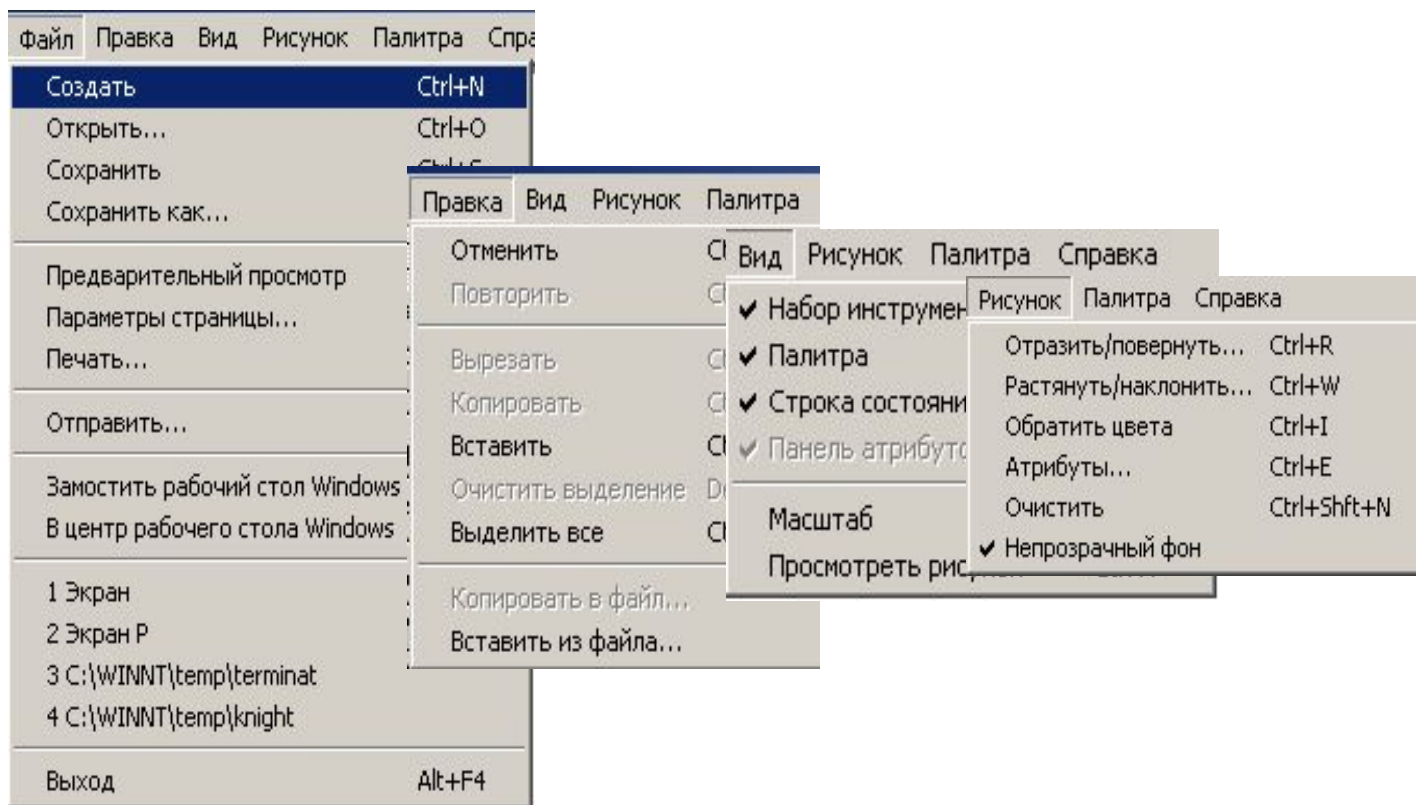 Файл Правка Вид Рисунок Палитра
Создать Ctrl+N
Открыть... Ctrl+O
Сохранить
Сохранить как...
Предварительный просмотр
Параметры страницы...
Печать...
Отправить...
Замостить рабочий стол Windows
В центр рабочего стола Windows
1 Экран
2 Экран P
3 C:\WINNT\temp\terminat
4 C:\WINNT\temp\knight
Выход Alt+F4
Правка Вид Рисунок Палитра
Отменить
Повторить
Вырезать
Копировать
Вставить
Очистить выделение
Выделить все
Копировать в файл...
Вставить из файла...
Вид Рисунок Палитра Справка
Набор
Палитра
Строка
Панель
Масштаб
Просмотреть
Рисунок Палитра Справка
Отразить/повернуть... Ctrl+R
Растянуть/наклонить... Ctrl+W
Обратить цвета Ctrl+I
Атрибуты... Ctrl+E
Очистить Ctrl+Shft+N
Непрозрачный фон